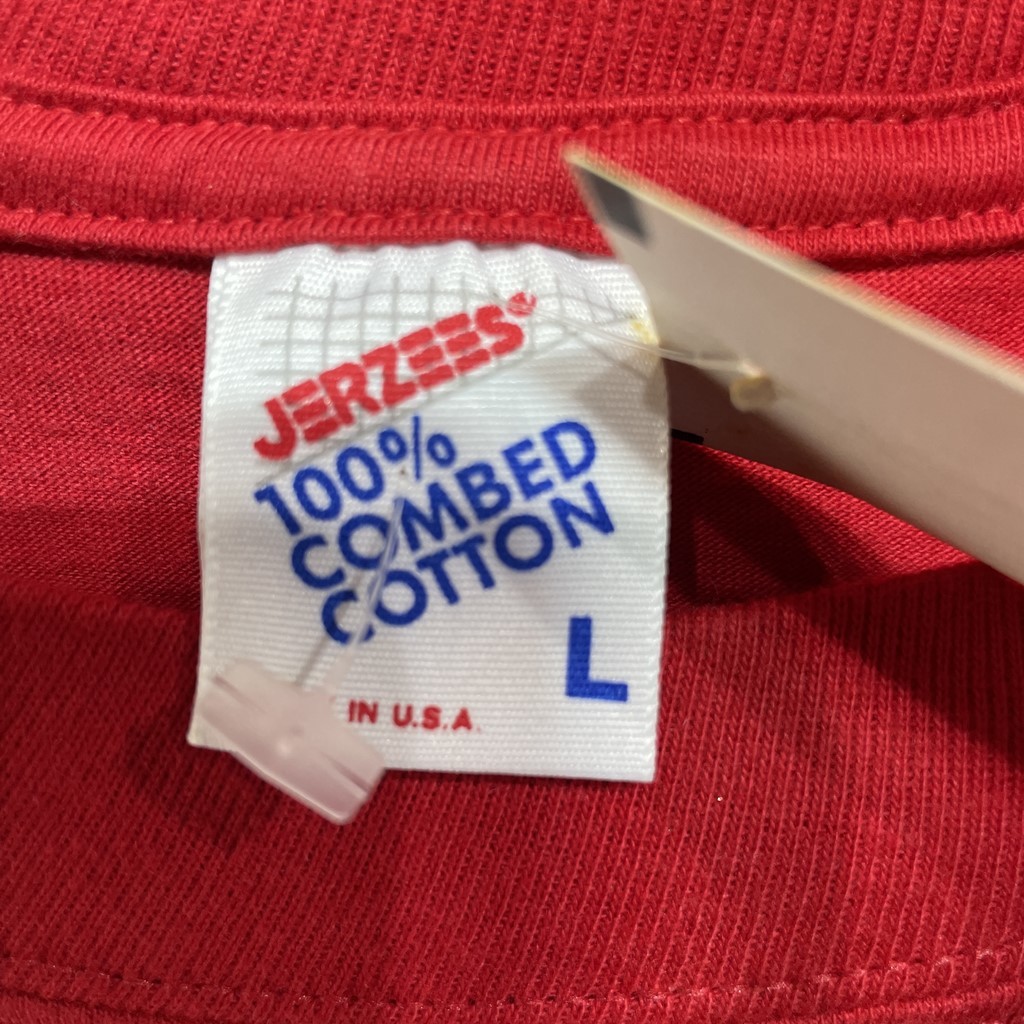 JERZEES®
100%
COMBED
COTTON
L
IN U.S.A.